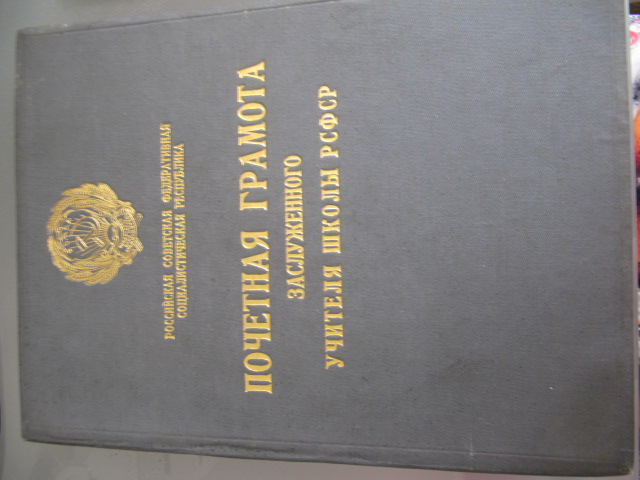 РОССИЙСКАЯ СОВЕТСКАЯ ФЕДЕРАТИВНАЯ
СОЦИАЛИСТИЧЕСКАЯ РЕСПУБЛИКА
ПОЧЕТНАЯ ГРАМОТА
ЗАСЛУЖЕННОГО
УЧИТЕЛЯ ШКОЛЫ РСФСР